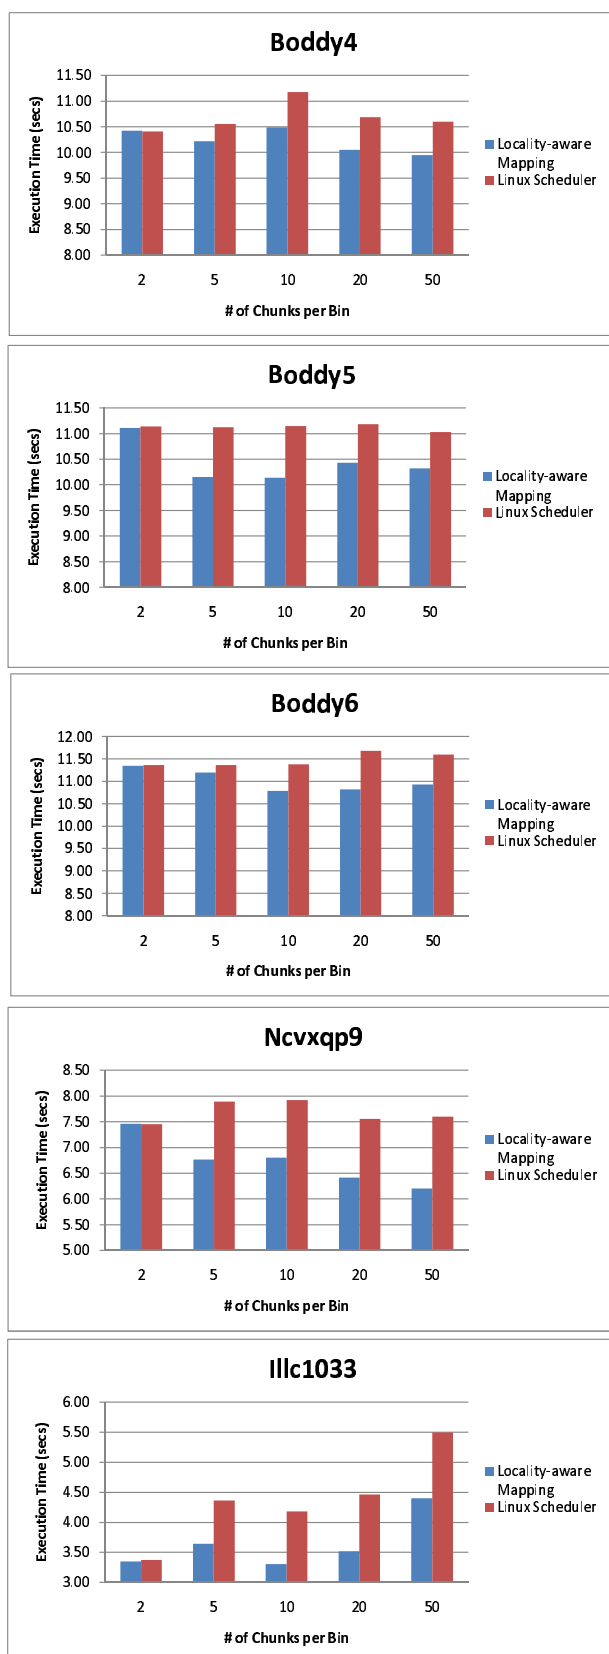 Boddy4
11.50
11.00
10.50
10.00
9.50
9.00
8.50
8.00
Execution Time (secs)
2 5 10 20 50
# of Chunks per Bin
Locality-aware
Mapping
Linux Scheduler
Boddy5
11.50
11.00
10.50
10.00
9.50
9.00
8.50
8.00
Execution Time (secs)
2 5 10 20 50
# of Chunks per Bin
Locality-aware
Mapping
Linux Scheduler
Boddy6
12.00
11.50
11.00
10.50
10.00
9.50
9.00
8.50
8.00
Execution Time (secs)
2 5 10 20 50
# of Chunks per Bin
Locality-aware
Mapping
Linux Scheduler
Ncvxqp9
8.50
8.00
7.50
7.00
6.50
6.00
5.50
5.00
Execution Time (secs)
2 5 10 20 50
# of Chunks per Bin
Locality-aware
Mapping
Linux Scheduler
Illc1033
6.00
5.50
5.00
4.50
4.00
3.50
3.00
Execution Time (secs)
2 5 10 20 50
# of Chunks per Bin
Locality-aware
Mapping
Linux Scheduler